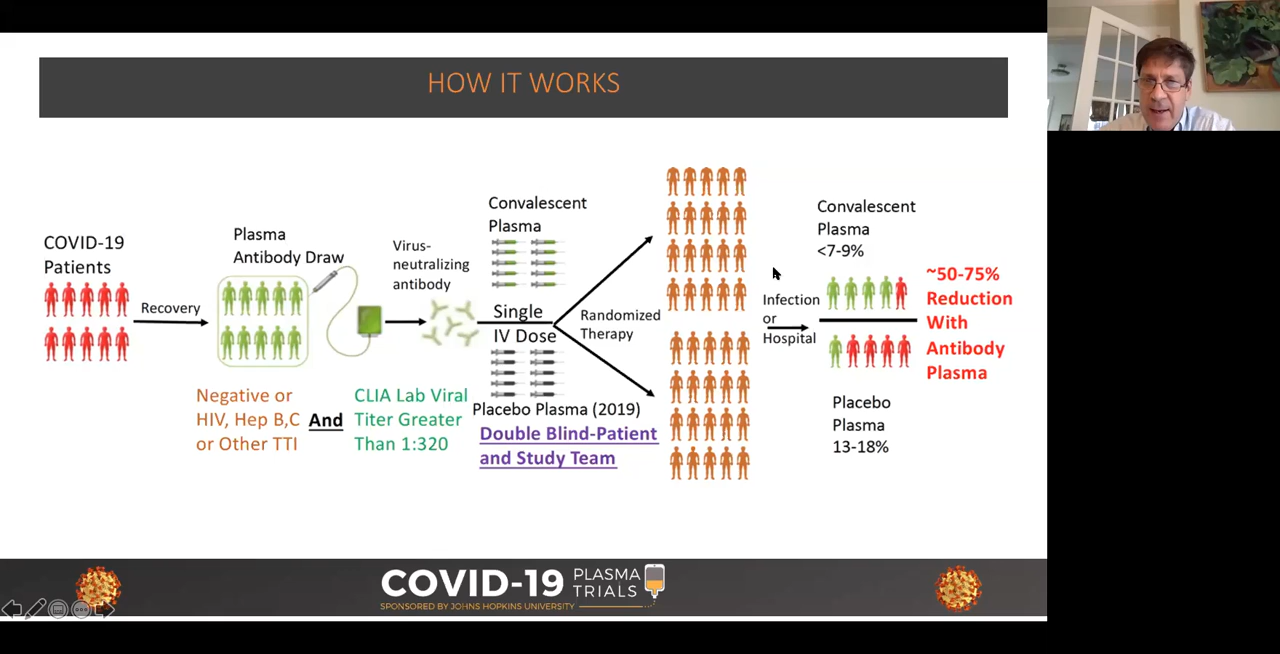 HOW IT WORKS
COVID-19
Patients
Recovery
Plasma
Antibody Draw
Negative or
HIV, Hep B,C
or Other TTI
And
CLIA Lab Viral
Titer Greater
Than 1:320
Virus-
neutralizing
antibody
Convalescent
Plasma
Single
IV Dose
Placebo Plasma (2019)
Double Blind-Patient
and Study Team
Randomized
Therapy
Infection
or
Hospital
Convalescent
Plasma
<7-9%
Placebo
Plasma
13-18%
~50-75%
Reduction
With
Antibody
Plasma
COVID-19 PLASMA
TRIALS
SPONSORED BY JOHNS HOPKINS UNIVERSITY